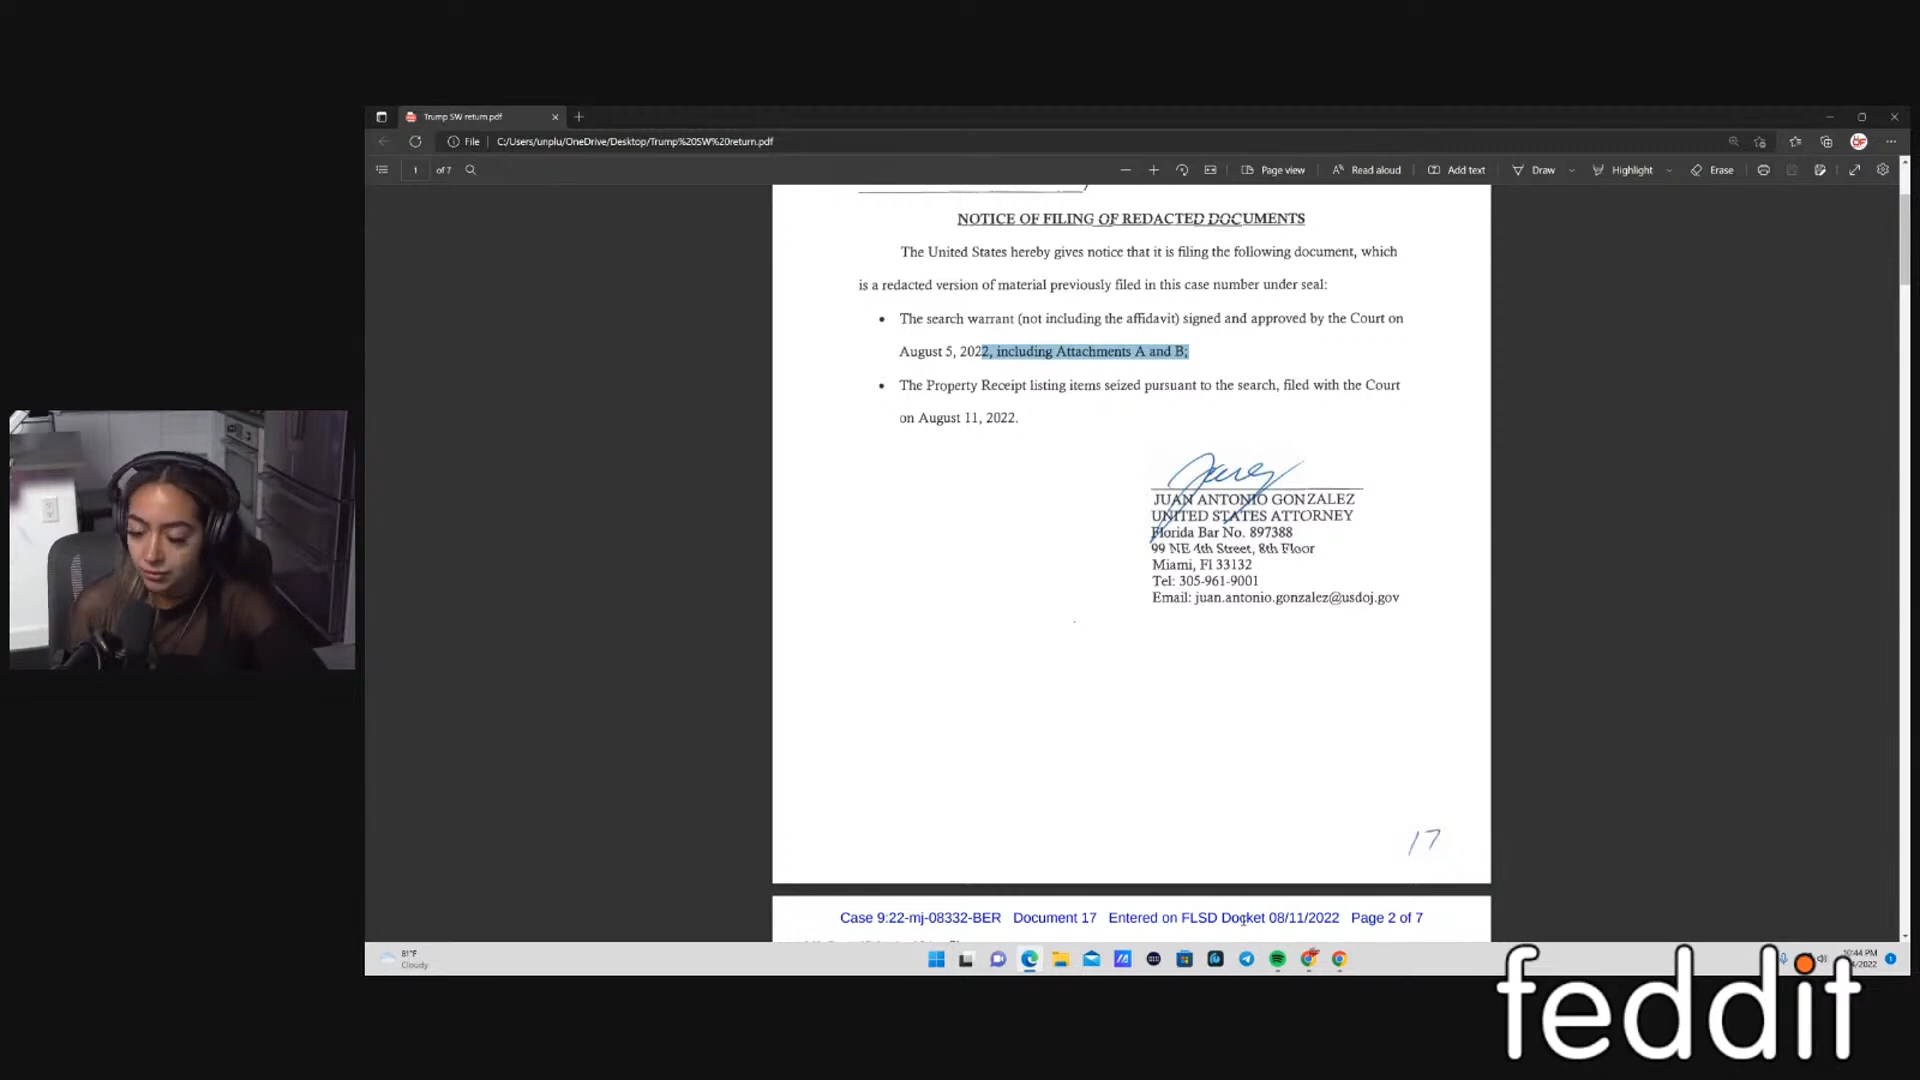 Trump SW return.pdf
File C:/Users/unplu/OneDrive/Desktop/Trump%20SW%20return.pdf
1 of 7 Page view Read aloud Add text Draw Highlight Erase
NOTICE OF FILING OF REDACTED DOCUMENTS
The United States hereby gives notice that it is filing the following document, which
is a redacted version of material previously filed in this case number under seal:
• The search warrant (not including the affidavit) signed and approved by the Court on
August 5, 2022, including Attachments A and B;
• The Property Receipt listing items seized pursuant to the search, filed with the Court
on August 11, 2022.
JUAN ANTONIO GONZALEZ
UNITED STATES ATTORNEY
Florida Bar No. 897388
99 NE 4th Street, 8th Floor
Miami, Fl 33132
Tel: 305-961-9001
Email: juan.antonio.gonzalez@usdoj.gov
17
Case 9:22-mj-08332-BER Document 17 Entered on FLSD Docket 08/11/2022 Page 2 of 7
81°F
Cloudy
:44 PM
/2022
feddit